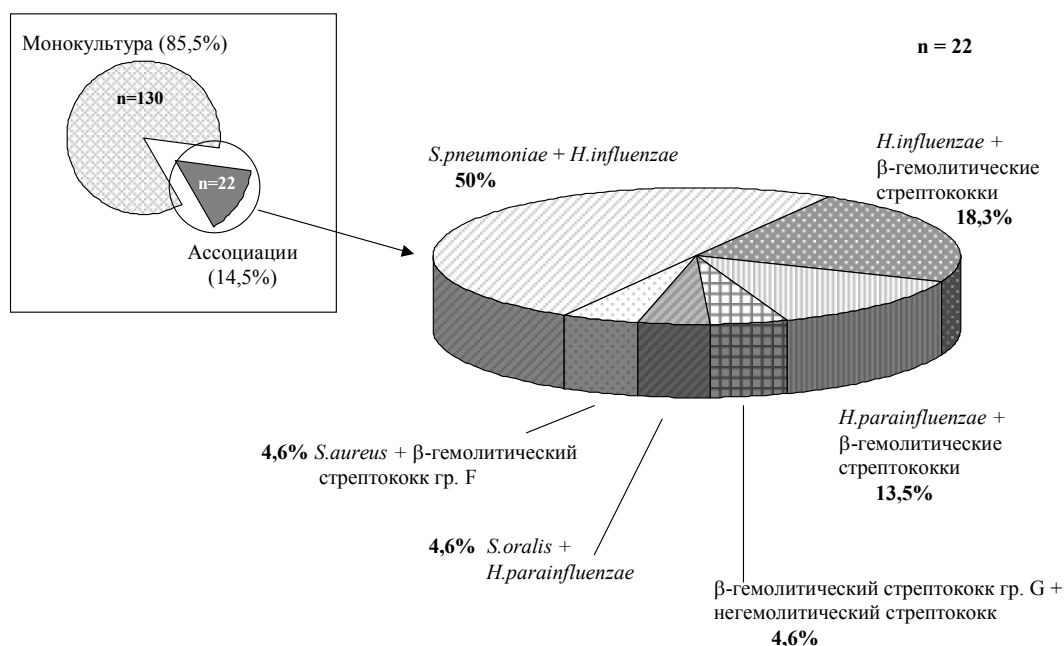 Монокультура (85,5%)
n=130
n=22
Ассоциации
(14,5%)
n = 22
S.pneumoniae + H.influenzae
50%
H.influenzae +
β-гемолитические
стрептококки
18,3%
H.parainfluenzae +
β-гемолитические
стрептококки
13,5%
4,6% S.aureus + β-гемолитический
стрептококк гр. F
4,6% S.oralis +
H.parainfluenzae
β-гемолитический стрептококк гр. G +
негемолитический стрептококк
4,6%